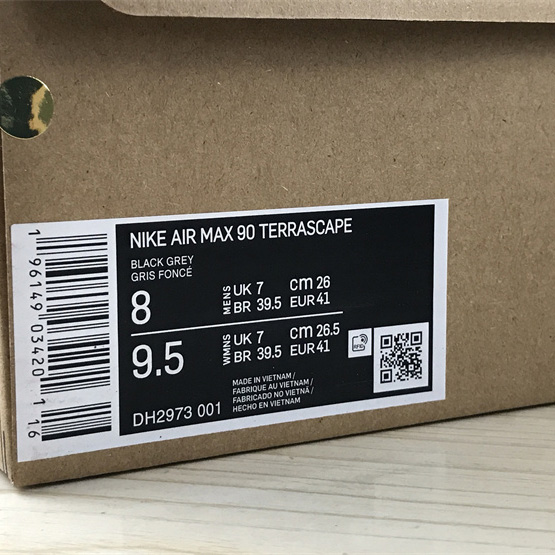 NIKE AIR MAX 90 TERRASCAPE
BLACK GREY
GRIS FONCÉ
8
MENS
UK 7 cm 26
BR 39.5 EUR 41
9.5
WMNS
UK 7 cm 26.5
BR 39.5 EUR 41
RFID
MADE IN VIETNAM /
FABRIQUE AU VIETNAM /
FABRICADO NO VIETNÃ /
HECHO EN VIETNAM
DH2973 001
1 96149 03420 1 16